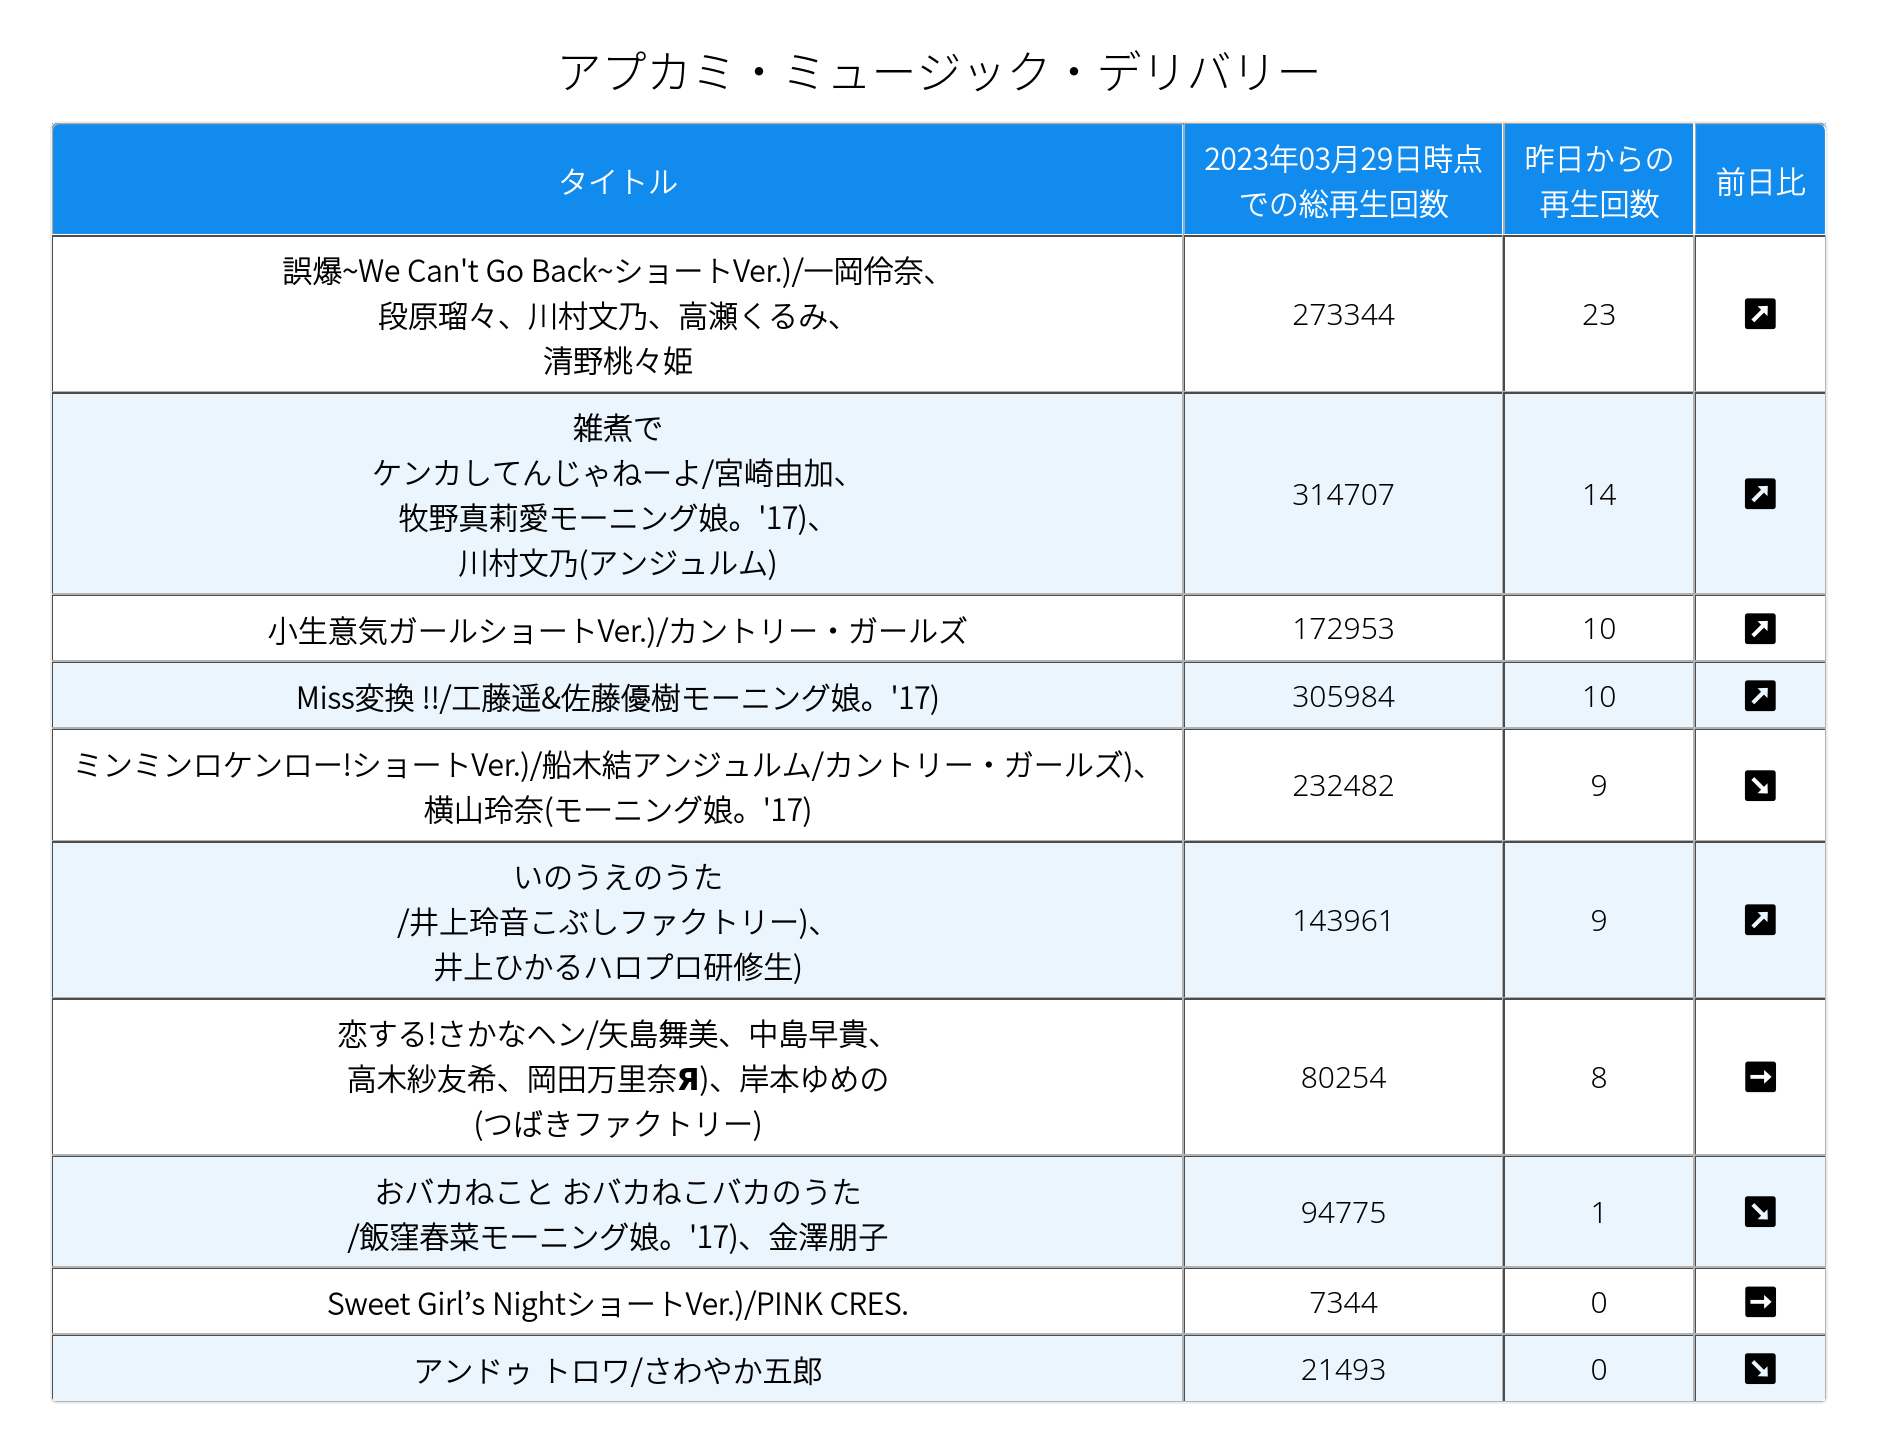 アプカミ・ミュージック・デリバリー
タイトル
2023年03月29日時点
での総再生回数
昨日からの
再生回数
前日比
誤爆~We Can't Go Back~ショートVer.)/一岡伶奈、
段原瑠々、川村文乃、高瀬くるみ、
清野桃々姫
273344
23
雑煮で
ケンカしてんじゃねーよ/宮崎由加、
牧野真莉愛モーニング娘。'17)、
川村文乃(アンジュルム)
314707
14
小生意気ガールショートVer.)/カントリー・ガールズ
172953
10
Miss変換 !!/工藤遥&佐藤優樹モーニング娘。'17)
305984
10
ミンミンロケンロー!ショートVer.)/船木結アンジュルム/カントリー・ガールズ)、
横山玲奈(モーニング娘。'17)
232482
9
いのうえのうた
/井上玲音こぶしファクトリー)、
井上ひかるハロプロ研修生)
143961
9
恋する!さかなヘン/矢島舞美、中島早貴、
高木紗友希、岡田万里奈Я)、岸本ゆめの
(つばきファクトリー)
80254
8
おバカねこと おバカねこバカのうた
/飯窪春菜モーニング娘。'17)、金澤朋子
94775
1
Sweet Girl’s NightショートVer.)/PINK CRES.
7344
0
アンドゥ トロワ/さわやか五郎
21493
0